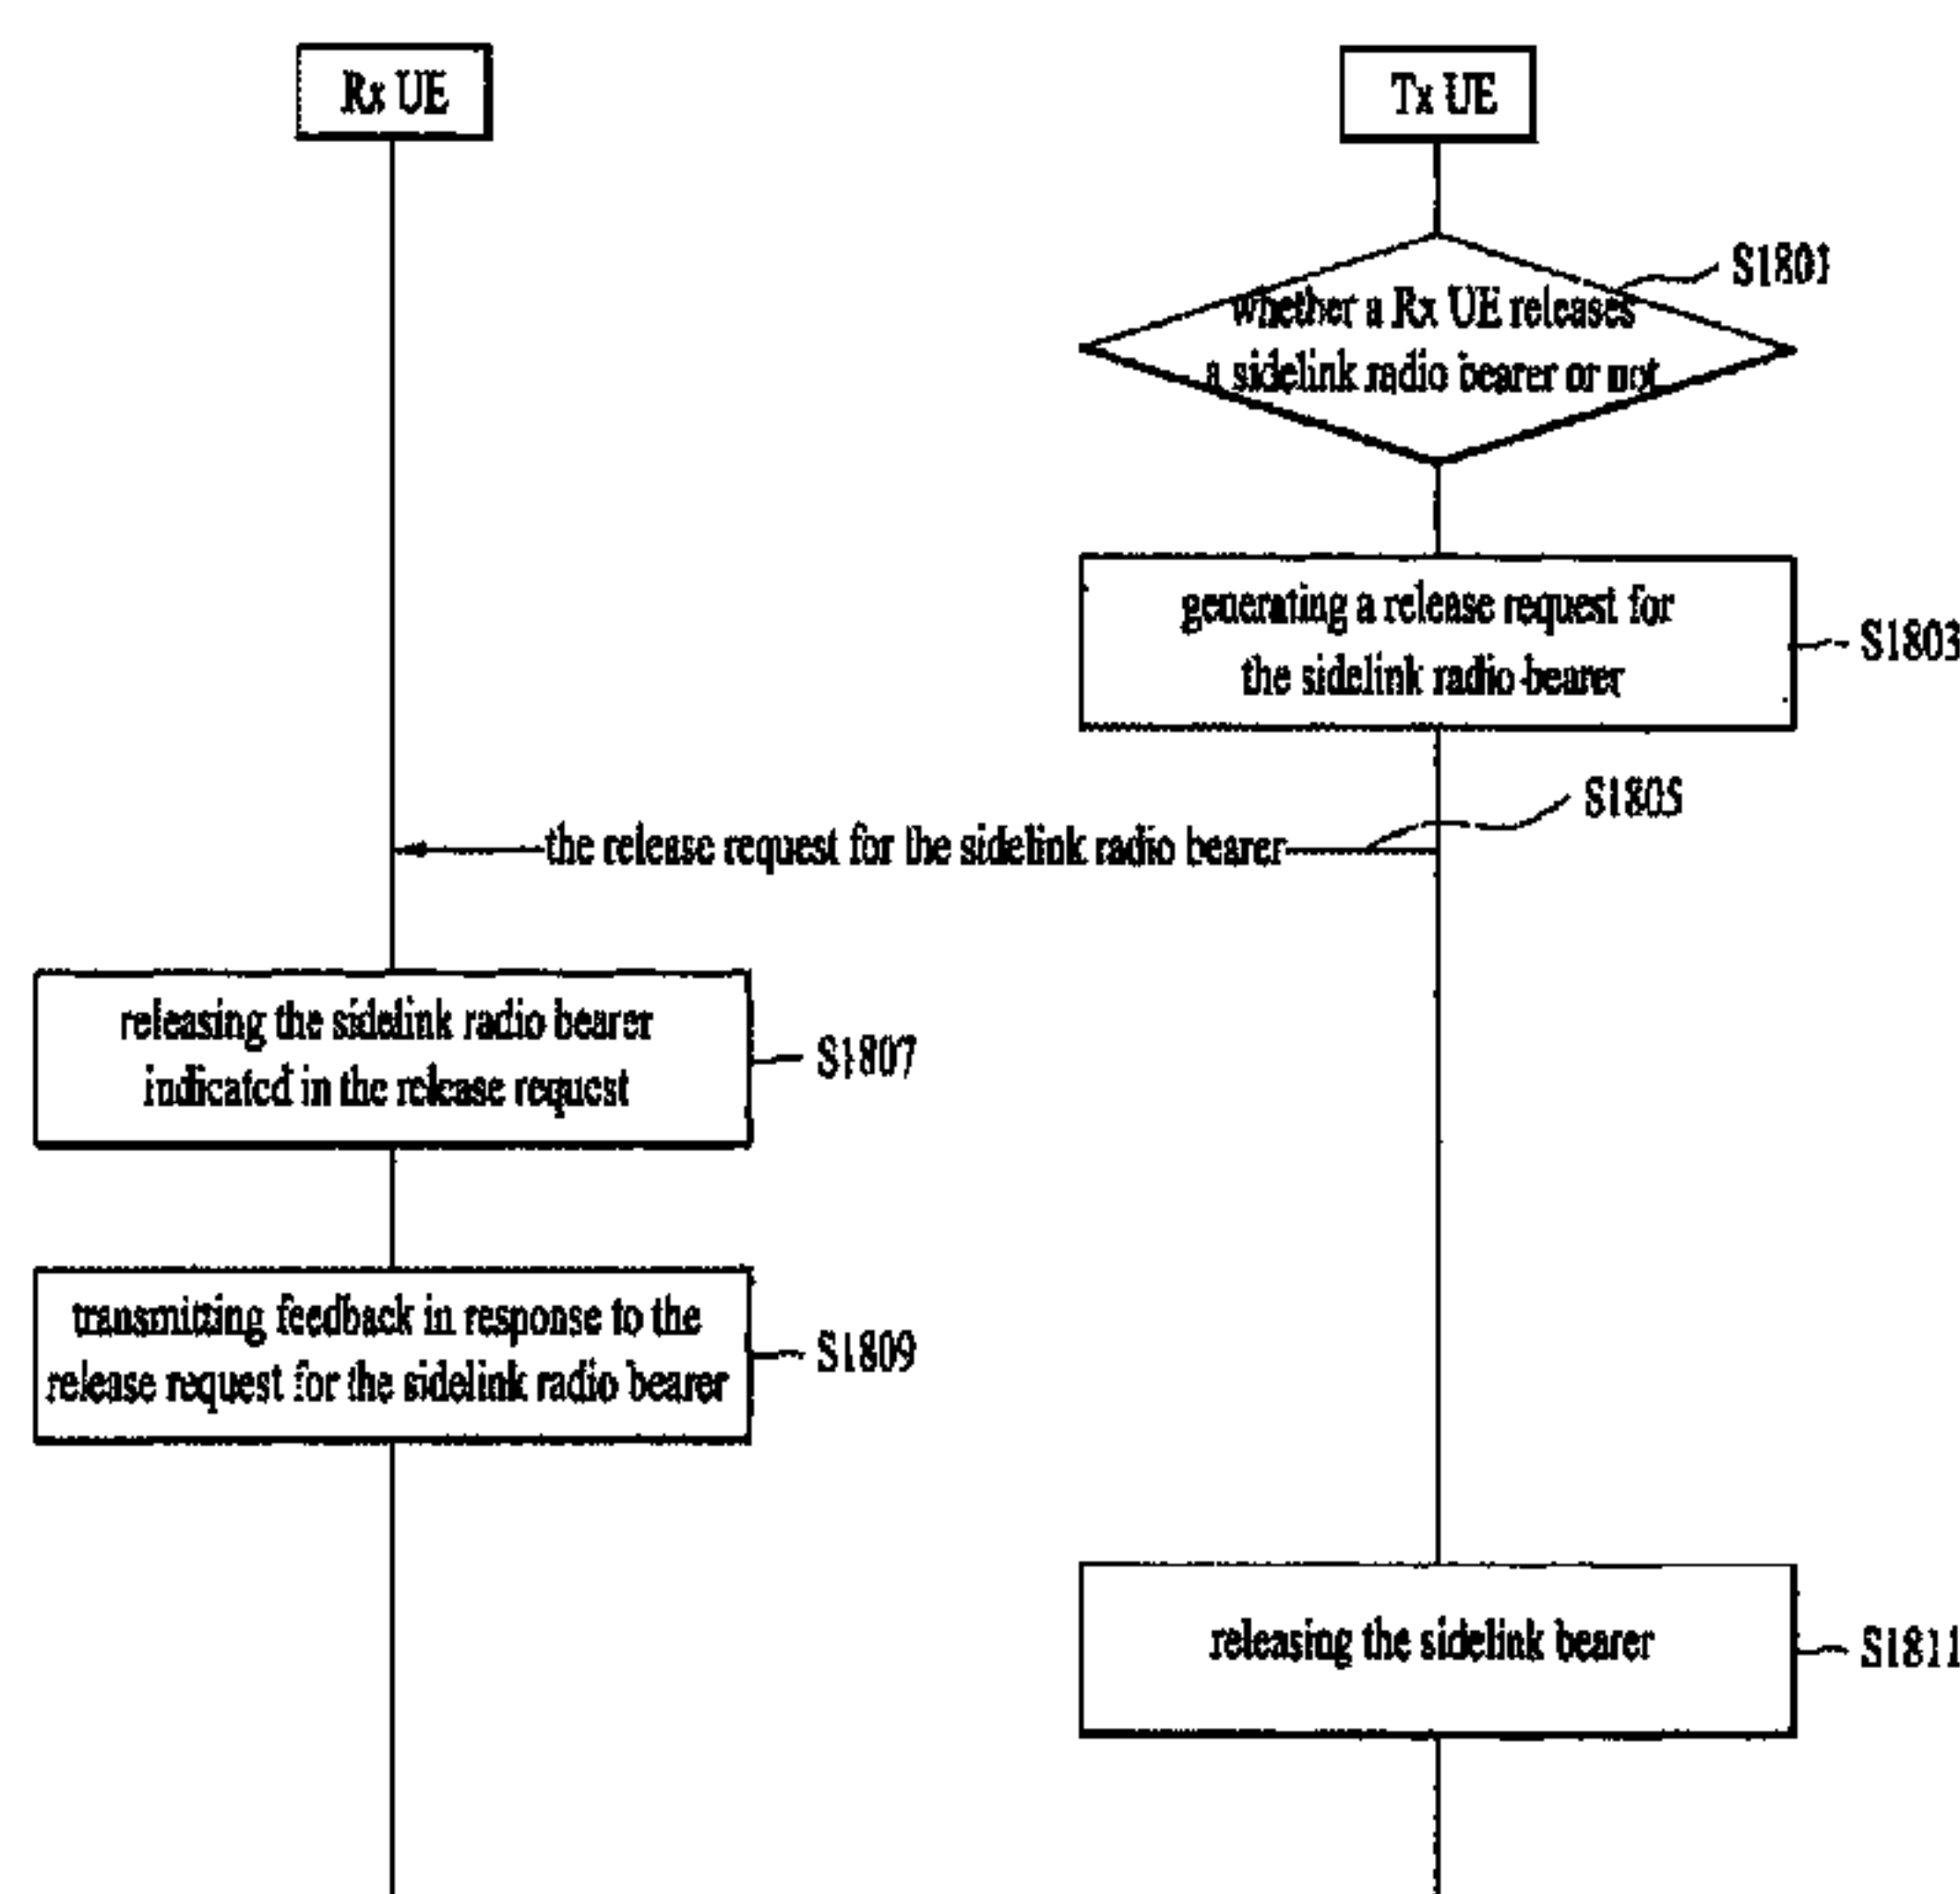 Rx UE
Tx UE
S1801
whether a Rx UE releases
a sidelink radio bearer or not
generating a release request for
the sidelink radio bearer
S1803
S1805
the release request for the sidelink radio bearer
releasing the sidelink radio bearer
indicated in the release request
S1807
transmitting feedback in response to the
release request for the sidelink radio bearer
S1809
releasing the sidelink bearer
S1811